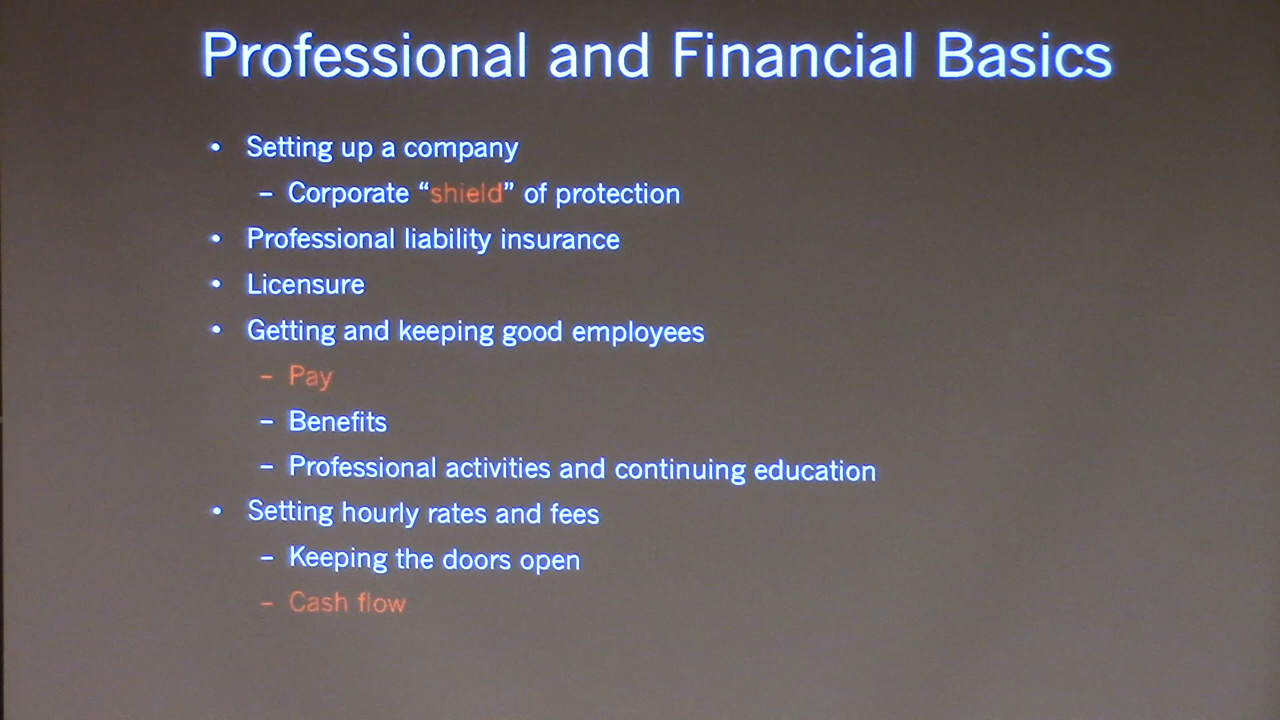 Professional and Financial Basics
• Setting up a company
– Corporate “shield” of protection
• Professional liability insurance
• Licensure
• Getting and keeping good employees
– Pay
– Benefits
– Professional activities and continuing education
• Setting hourly rates and fees
– Keeping the doors open
– Cash flow